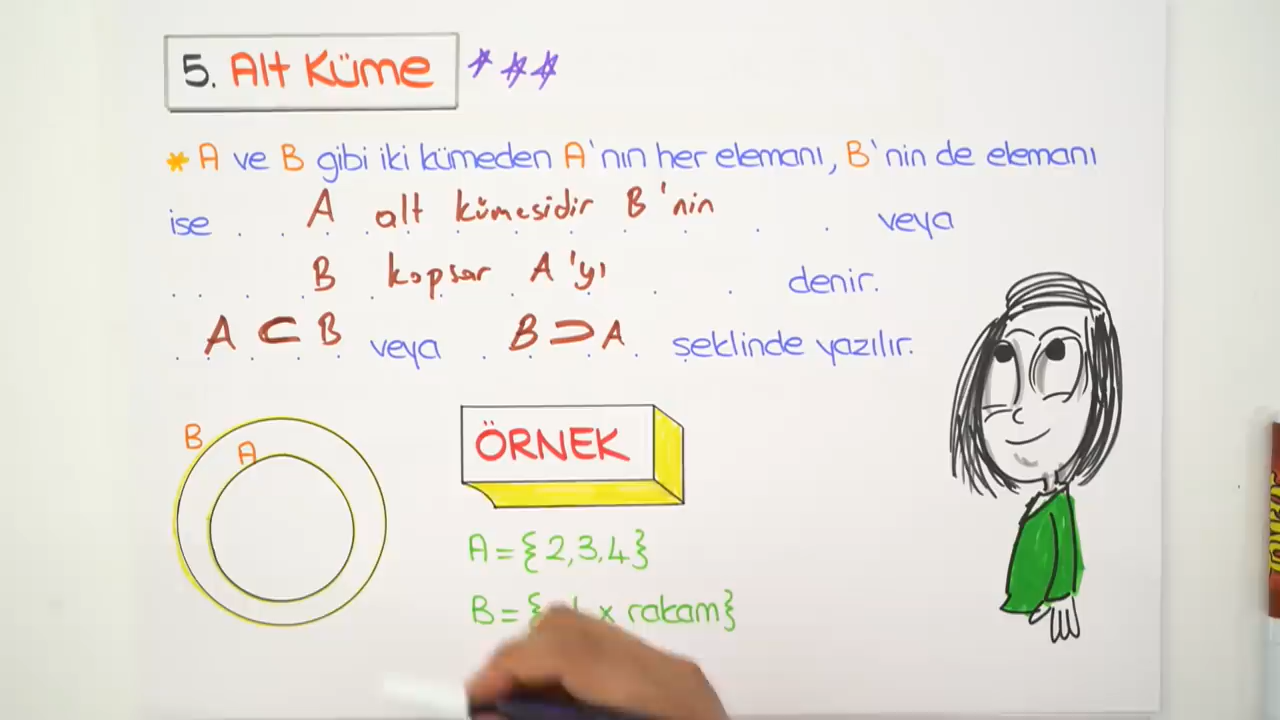 5. Alt Küme
* A ve B gibi iki kümeden A'nın her elemanı, B'nin de elemanı
ise A alt kümesidir B'nin veya
B kapsar A'yı denir.
A ⊂ B veya B ⊃ A şeklinde yazılır.
B
A
ÖRNEK
A = {2,3,4}
B = { x rakam}